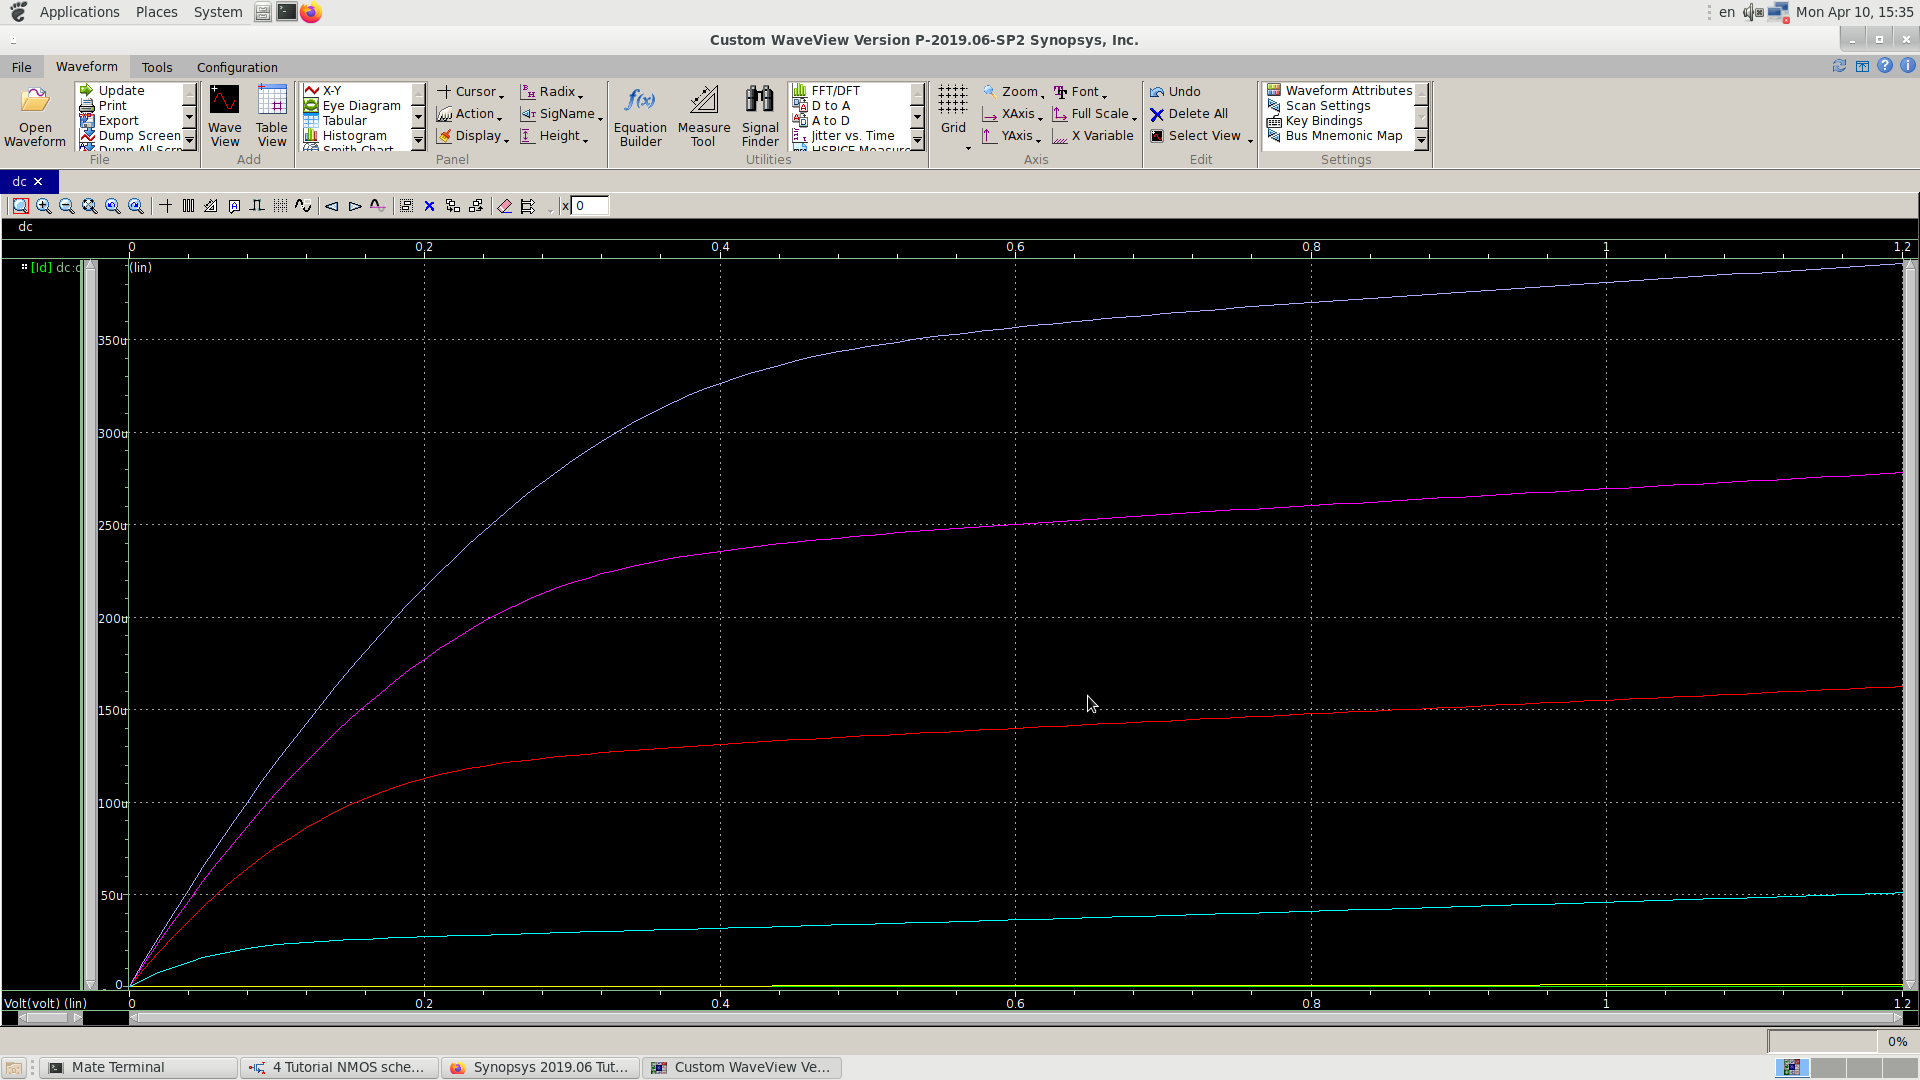 Applications Places System en Mon Apr 10, 15:35
Custom WaveView Version P-2019.06-SP2 Synopsys, Inc.
File Waveform Tools Configuration
Open Waveform
Update
Print
Export
Dump Screen
Dump All Scrn
File
Wave View
Table View
Add
X-Y
Eye Diagram
Tabular
Histogram
Smith Chart
Cursor
Action
Display
Radix
SigName
Height
Panel
f(x)
Equation Builder
Measure Tool
Signal Finder
FFT/DFT
D to A
A to D
Jitter vs. Time
HSPICE Measure
Utilities
Grid
Zoom
XAxis
YAxis
Font
Full Scale
X Variable
Axis
Undo
Delete All
Select View
Edit
Waveform Attributes
Scan Settings
Key Bindings
Bus Mnemonic Map
Settings
dc
x 0
dc
0 0.2 0.4 0.6 0.8 1 1.2
[Id] dc:d
(lin)
350u
300u
250u
200u
150u
100u
50u
0
Volt(volt) (lin) 0 0.2 0.4 0.6 0.8 1 1.2
0%
Mate Terminal 4 Tutorial NMOS sche... Synopsys 2019.06 Tut... Custom WaveView Ve...